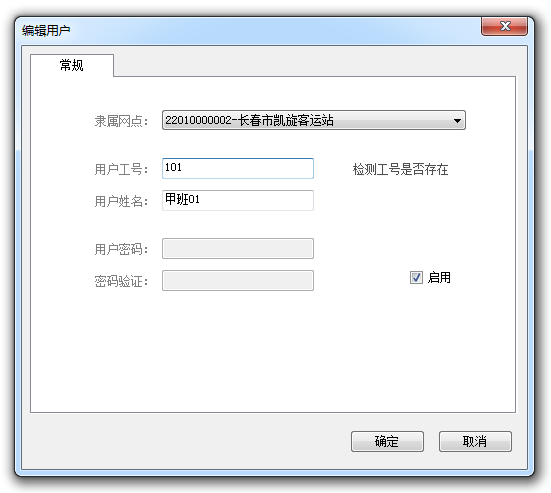 编辑用户
常规
隶属网点： 22010000002-长春市凯旋客运站
用户工号： 101 检测工号是否存在
用户姓名： 甲班01
用户密码：
密码验证： 启用
确定 取消